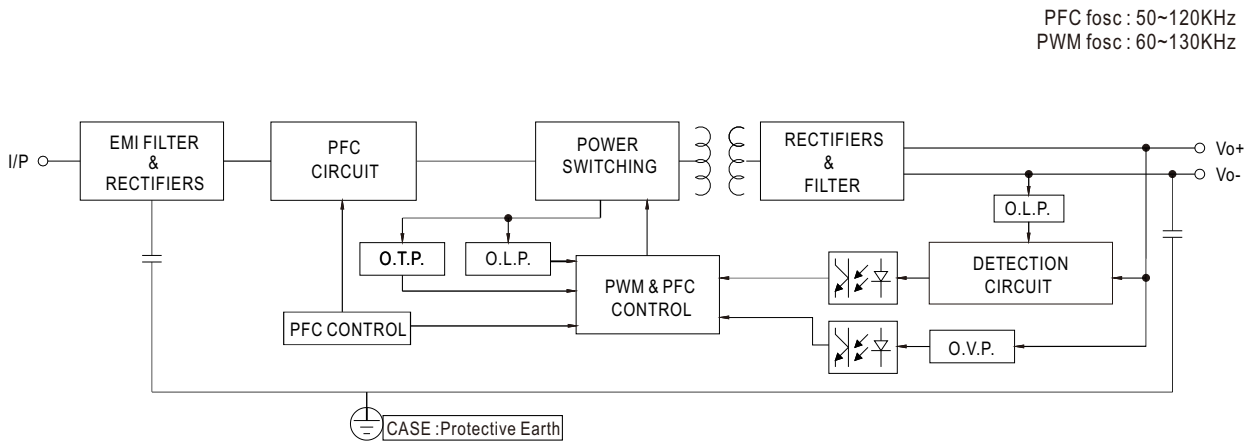 PFC fosc : 50~120KHz
PWM fosc : 60~130KHz
I/P
EMI FILTER
&
RECTIFIERS
PFC
CIRCUIT
POWER
SWITCHING
RECTIFIERS
&
FILTER
Vo+
Vo-
O.L.P.
O.T.P.
O.L.P.
PWM & PFC
CONTROL
DETECTION
CIRCUIT
PFC CONTROL
O.V.P.
CASE :Protective Earth